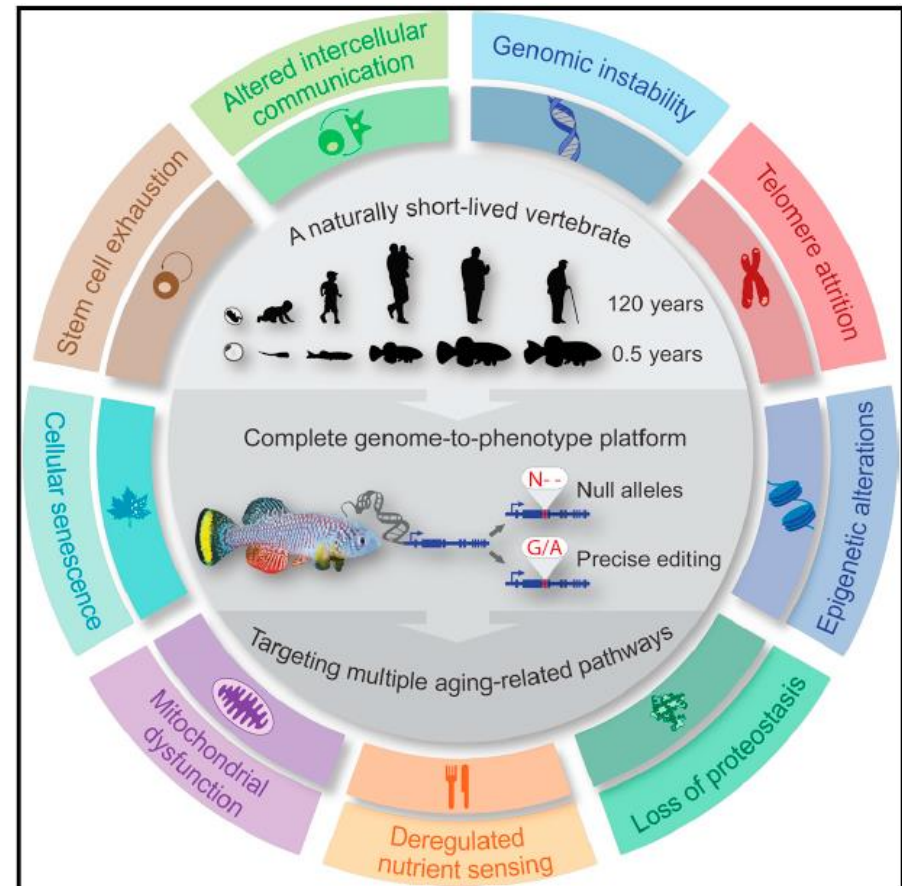 Altered intercellular
communication
Genomic instability
Telomere attrition
Epigenetic alterations
Loss of proteostasis
Deregulated
nutrient sensing
Mitochondrial
dysfunction
Cellular senescence
Stem cell exhaustion
A naturally short-lived vertebrate
120 years
0.5 years
Complete genome-to-phenotype platform
N- -
Null alleles
G/A
Precise editing
Targeting multiple aging-related pathways